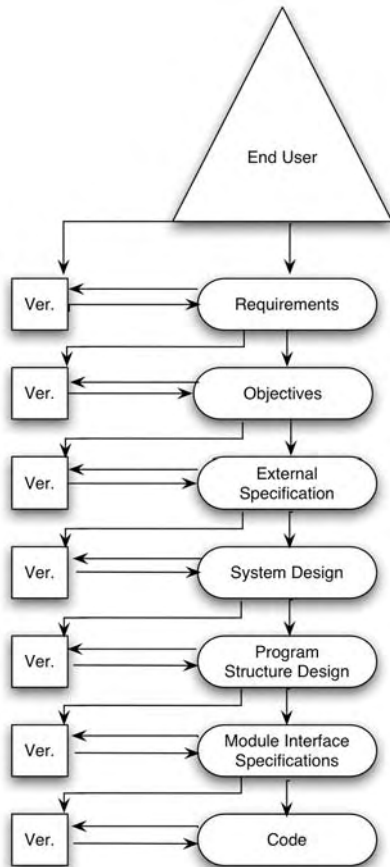 End User
Ver.
Requirements
Ver.
Objectives
Ver.
External
Specification
Ver.
System Design
Ver.
Program
Structure Design
Ver.
Module Interface
Specifications
Ver.
Code